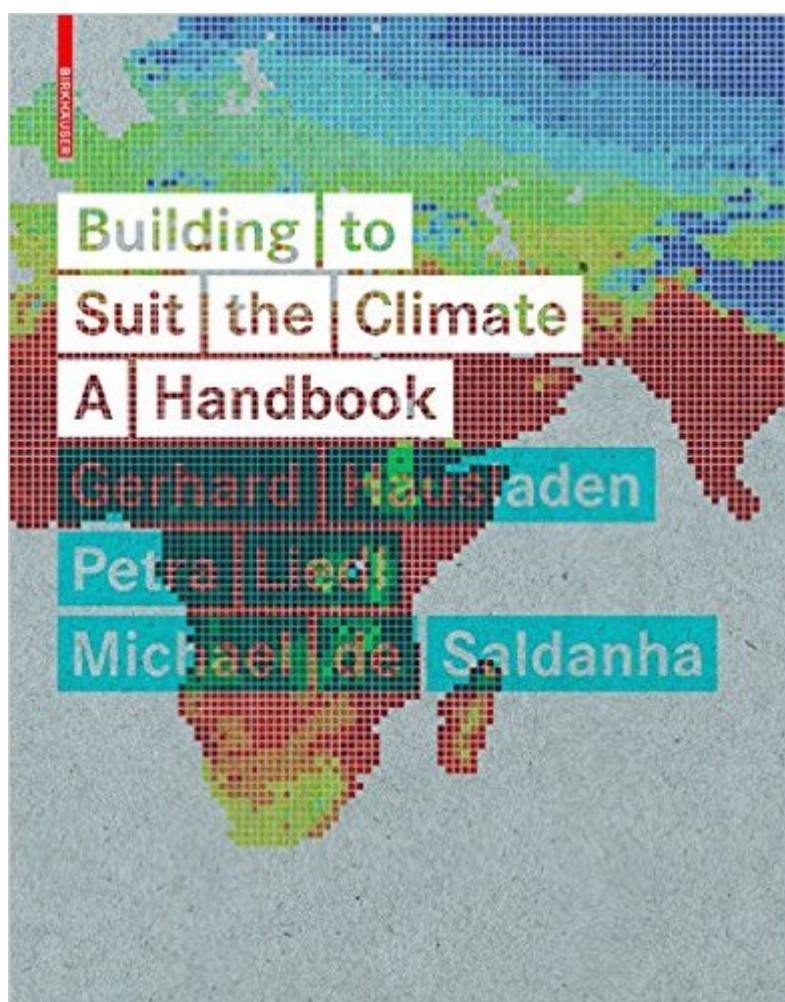 BIRKHÄUSER
Building to
Suit the Climate
A Handbook
Gerhard Hausladen
Petra Liedl
Michael de Saldanha